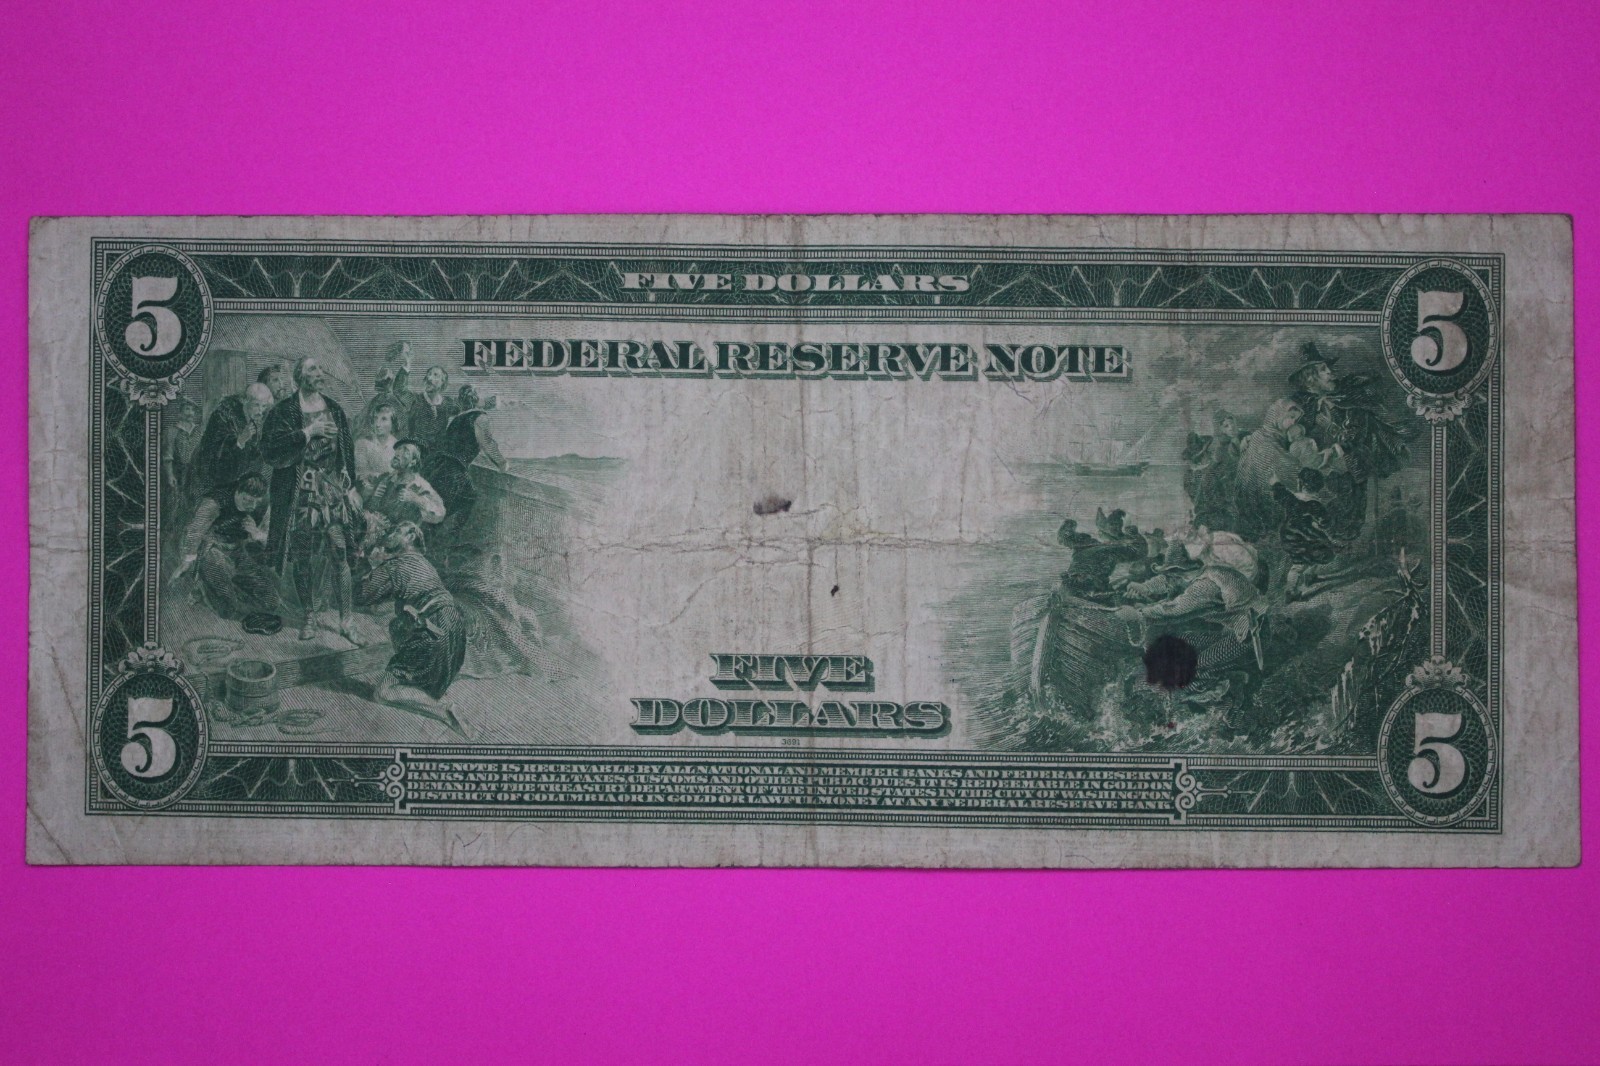 FIVE DOLLARS
5
5
FEDERAL RESERVE NOTE
FIVE
DOLLARS
3691
5
5
THIS NOTE IS RECEIVABLE BY ALL NATIONAL AND MEMBER BANKS AND FEDERAL RESERVE
BANKS AND FOR ALL TAXES, CUSTOMS AND OTHER PUBLIC DUES. IT IS REDEEMABLE IN GOLD ON
DEMAND AT THE TREASURY DEPARTMENT OF THE UNITED STATES IN THE CITY OF WASHINGTON,
DISTRICT OF COLUMBIA OR IN GOLD OR LAWFUL MONEY AT ANY FEDERAL RESERVE BANK